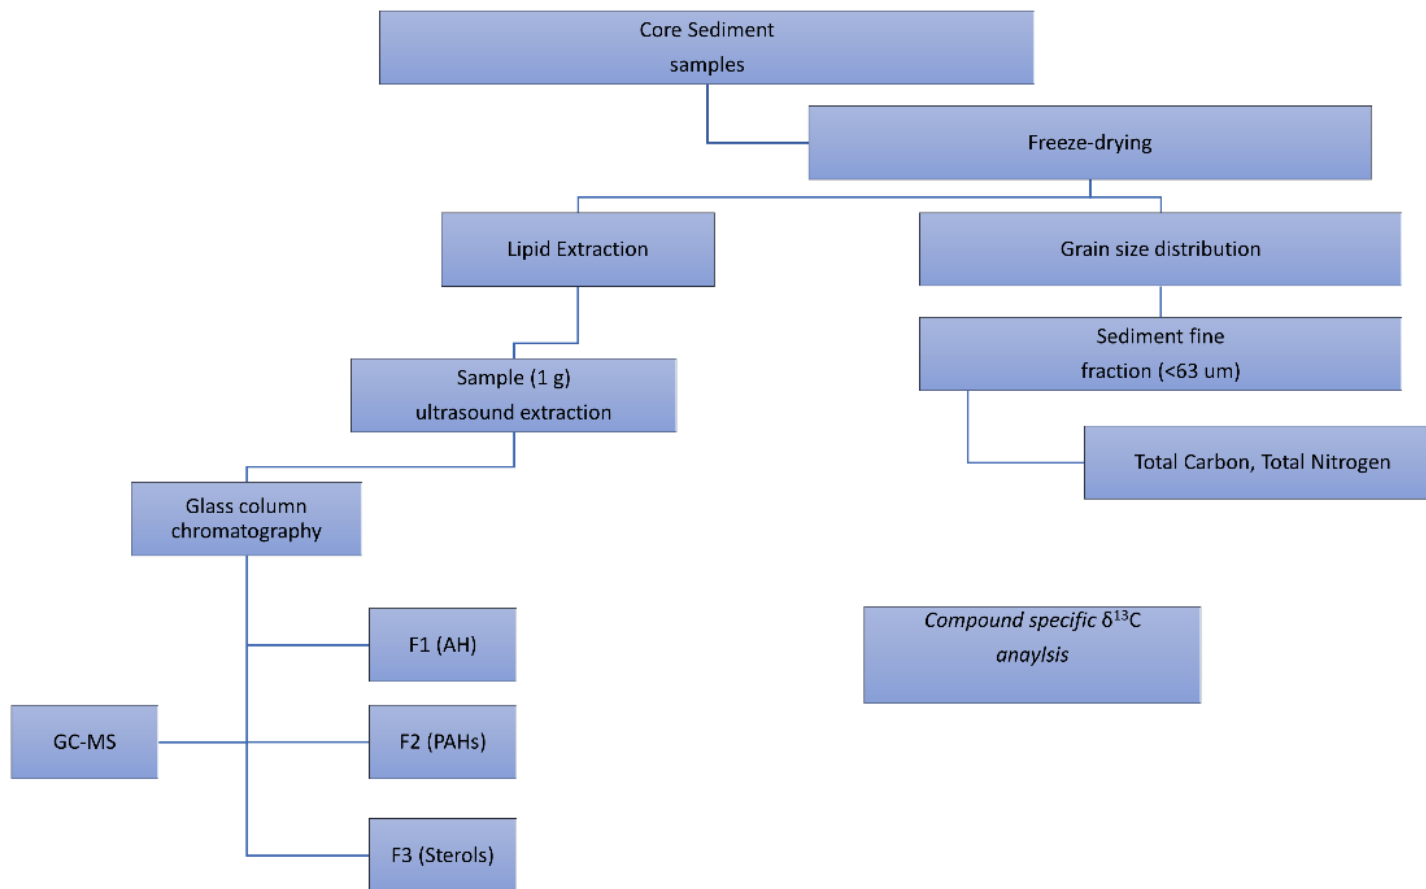 Core Sediment
samples
Freeze-drying
Lipid Extraction
Grain size distribution
Sediment fine
fraction (<63 um)
Sample (1 g)
ultrasound extraction
Total Carbon, Total Nitrogen
Glass column
chromatography
Compound specific δ¹³C
anaylsis
F1 (AH)
GC-MS
F2 (PAHs)
F3 (Sterols)